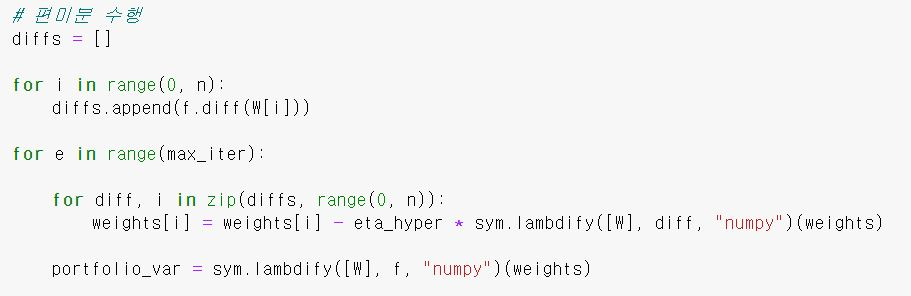 # 편미분 수행
diffs = []
for i in range(0, n):
diffs.append(f.diff(W[i]))
for e in range(max_iter):
for diff, i in zip(diffs, range(0, n)):
weights[i] = weights[i] - eta_hyper * sym.lambdify([W], diff, "numpy")(weights)
portfolio_var = sym.lambdify([W], f, "numpy")(weights)